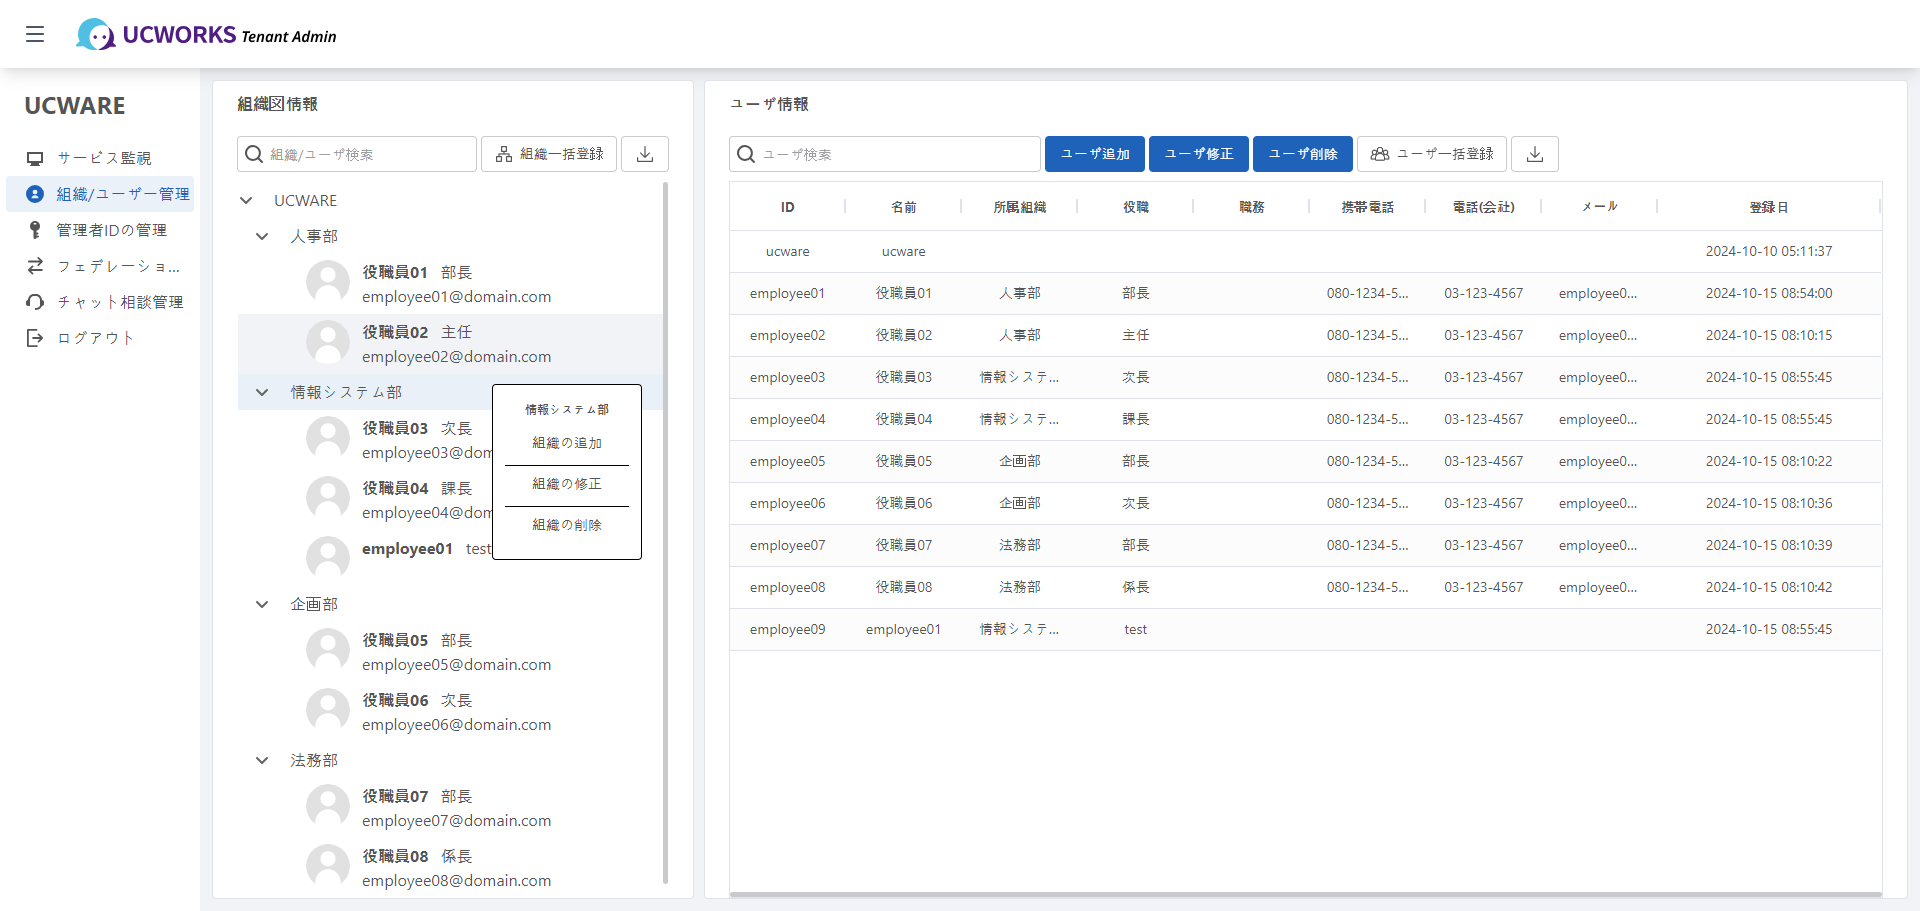 UCWORKS Tenant Admin
UCWARE
サービス監視
組織/ユーザー管理
管理者IDの管理
フェデレーショ...
チャット相談管理
ログアウト
組織図情報
組織/ユーザ検索
組織一括登録
UCWARE
人事部
役職員01 部長
employee01@domain.com
役職員02 主任
employee02@domain.com
情報システム部
役職員03 次長
employee03@dom
役職員04 課長
employee04@dom
employee01 test
企画部
役職員05 部長
employee05@domain.com
役職員06 次長
employee06@domain.com
法務部
役職員07 部長
employee07@domain.com
役職員08 係長
employee08@domain.com
情報システム部
組織の追加
組織の修正
組織の削除
ユーザ情報
ユーザ検索
ユーザ追加
ユーザ修正
ユーザ削除
ユーザー一括登録
ID 名前 所属組織 役職 職務 携帯電話 電話(会社) メール 登録日
ucware ucware 2024-10-10 05:11:37
employee01 役職員01 人事部 部長 080-1234-5... 03-123-4567 employee0... 2024-10-15 08:54:00
employee02 役職員02 人事部 主任 080-1234-5... 03-123-4567 employee0... 2024-10-15 08:10:15
employee03 役職員03 情報システ... 次長 080-1234-5... 03-123-4567 employee0... 2024-10-15 08:55:45
employee04 役職員04 情報システ... 課長 080-1234-5... 03-123-4567 employee0... 2024-10-15 08:55:45
employee05 役職員05 企画部 部長 080-1234-5... 03-123-4567 employee0... 2024-10-15 08:10:22
employee06 役職員06 企画部 次長 080-1234-5... 03-123-4567 employee0... 2024-10-15 08:10:36
employee07 役職員07 法務部 部長 080-1234-5... 03-123-4567 employee0... 2024-10-15 08:10:39
employee08 役職員08 法務部 係長 080-1234-5... 03-123-4567 employee0... 2024-10-15 08:10:42
employee09 employee01 情報システ... test 2024-10-15 08:55:45